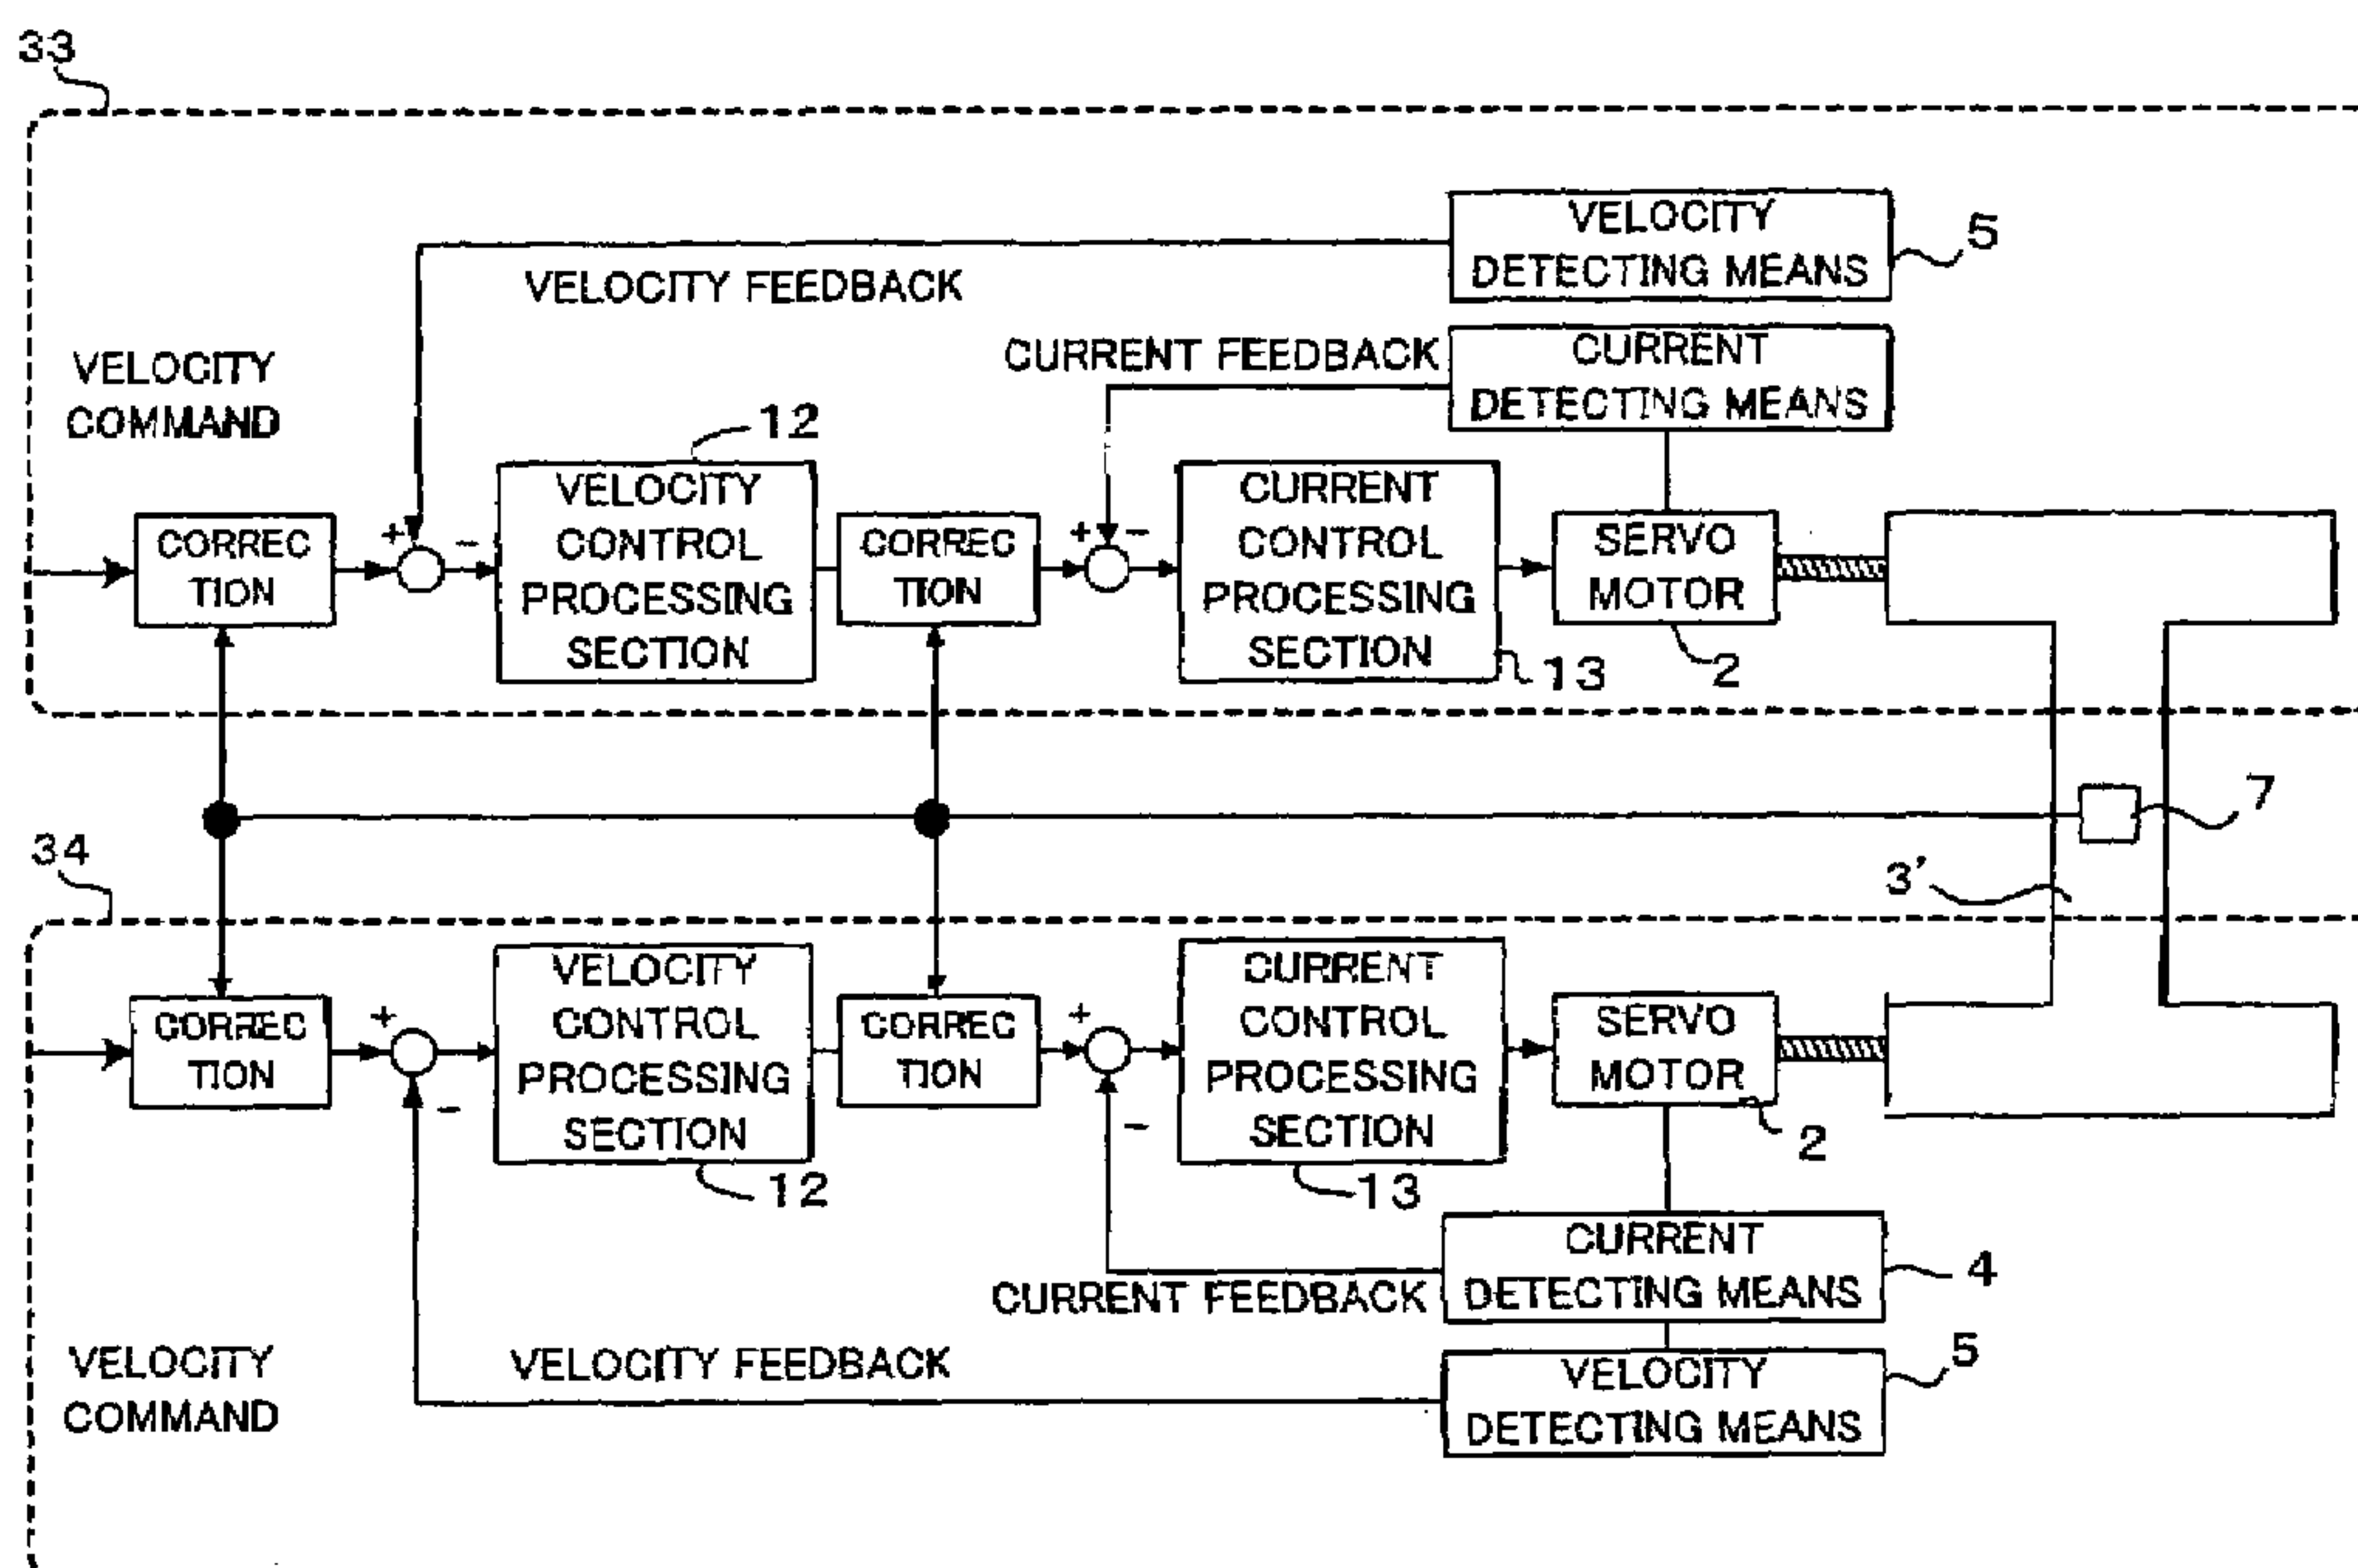 33
VELOCITY
DETECTING MEANS
5
VELOCITY FEEDBACK
CURRENT FEEDBACK
CURRENT
DETECTING MEANS
VELOCITY
COMMAND
12
CORREC
TION
+
-
VELOCITY
CONTROL
PROCESSING
SECTION
CORREC
TION
+
-
CURRENT
CONTROL
PROCESSING
SECTION
13
SERVO
MOTOR
2
7
3'
34
CORREC
TION
+
-
VELOCITY
CONTROL
PROCESSING
SECTION
12
CORREC
TION
+
-
CURRENT
CONTROL
PROCESSING
SECTION
13
SERVO
MOTOR
2
CURRENT
DETECTING MEANS
4
CURRENT FEEDBACK
VELOCITY
COMMAND
VELOCITY FEEDBACK
VELOCITY
DETECTING MEANS
5